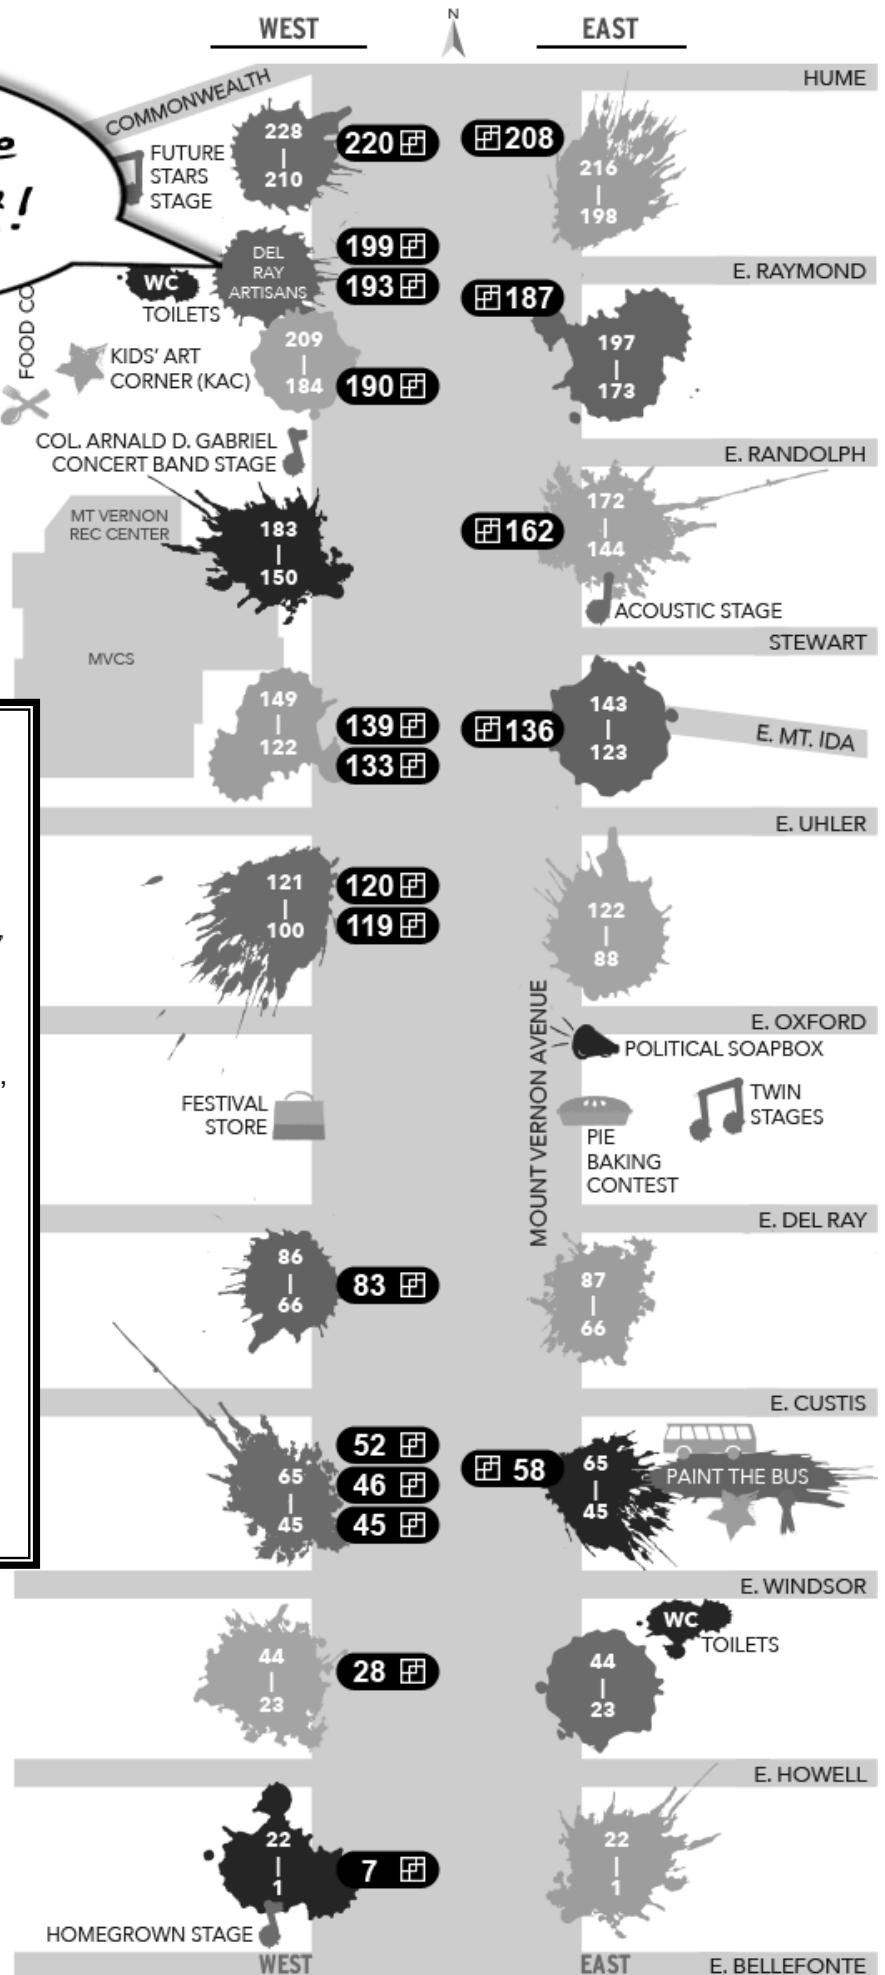 N
WEST
EAST
HUME
COMMONWEALTH
228
|
210
220
208
216
|
198
FUTURE
STARS
STAGE
199
193
DEL
RAY
ARTISANS
E. RAYMOND
187
WC
TOILETS
209
|
184
197
|
173
KIDS' ART
CORNER (KAC)
190
COL. ARNALD D. GABRIEL
CONCERT BAND STAGE
E. RANDOLPH
MT VERNON
REC CENTER
183
|
150
162
172
|
144
ACOUSTIC STAGE
STEWART
MVCS
149
|
122
139
133
136
143
|
123
E. MT. IDA
E. UHLER
121
|
100
120
119
122
|
88
MOUNT VERNON AVENUE
E. OXFORD
POLITICAL SOAPBOX
FESTIVAL
STORE
PIE
BAKING
CONTEST
TWIN
STAGES
E. DEL RAY
86
|
66
83
87
|
66
E. CUSTIS
65
|
45
52
46
45
58
65
|
45
PAINT THE BUS
E. WINDSOR
WC
TOILETS
44
|
23
28
44
|
23
E. HOWELL
22
|
1
7
22
|
1
HOMEGROWN STAGE
WEST
EAST
E. BELLEFONTE